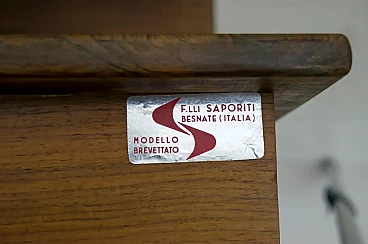 F.LLI SAPORITI
BESNATE (ITALIA)
MODELLO
BREVETTATO